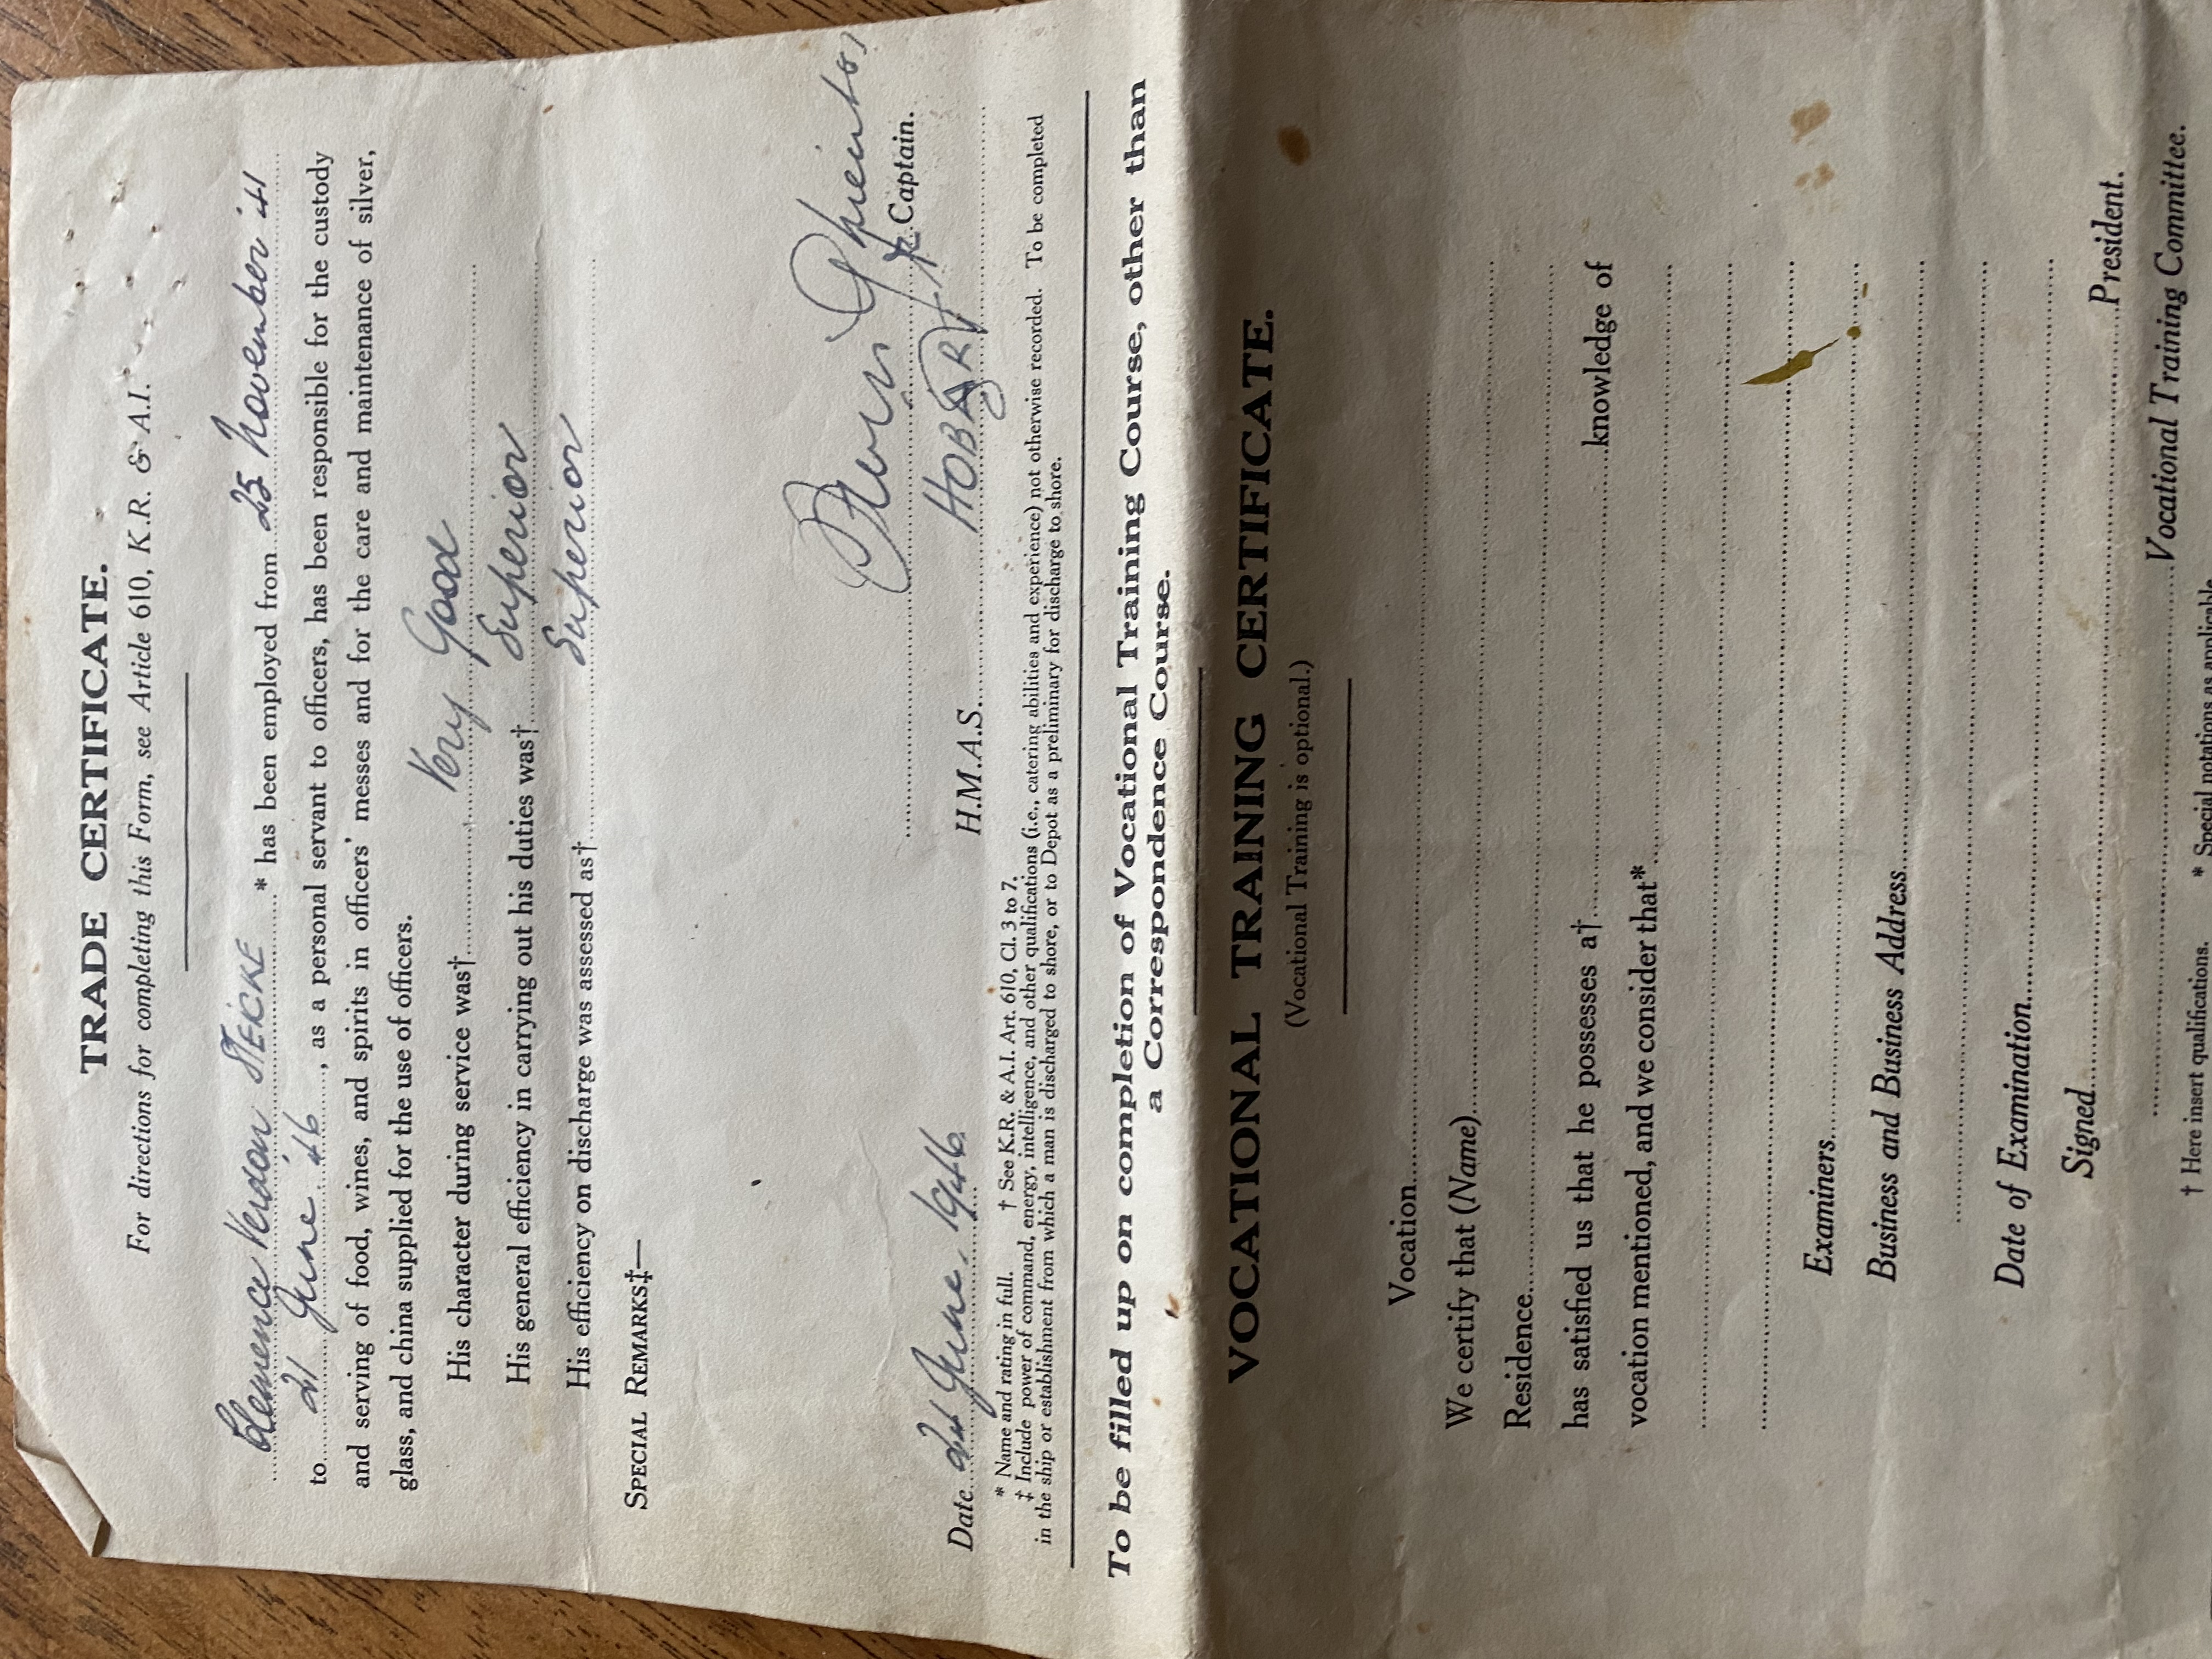 TRADE CERTIFICATE.
For directions for completing this Form, see Article 610, K.R. & A.I.
Clemence Verdon STEICKE * has been employed from 25 November 41
to 21 June 46, as a personal servant to officers, has been responsible for the custody
and serving of food, wines, and spirits in officers' messes and for the care and maintenance of silver,
glass, and china supplied for the use of officers.
His character during service was† Very Good
His general efficiency in carrying out his duties was† Superior
His efficiency on discharge was assessed as† Superior
SPECIAL REMARKS‡—
Captain.
Date 24 June. 1946. H.M.A.S. HOBART
* Name and rating in full. † See K.R. & A.I. Art. 610, Cl. 3 to 7.
‡ Include power of command, energy, intelligence, and other qualifications (i.e., catering abilities and experience) not otherwise recorded. To be completed
in the ship or establishment from which a man is discharged to shore, or to Depot as a preliminary for discharge to shore.
To be filled up on completion of Vocational Training Course, other than
a Correspondence Course.
VOCATIONAL TRAINING CERTIFICATE.
(Vocational Training is optional.)
Vocation
We certify that (Name)
Residence
has satisfied us that he possesses a† knowledge of
vocation mentioned, and we consider that*
Examiners
Business and Business Address
Date of Examination
Signed President.
Vocational Training Committee.
† Here insert qualifications. * Special notations as applicable